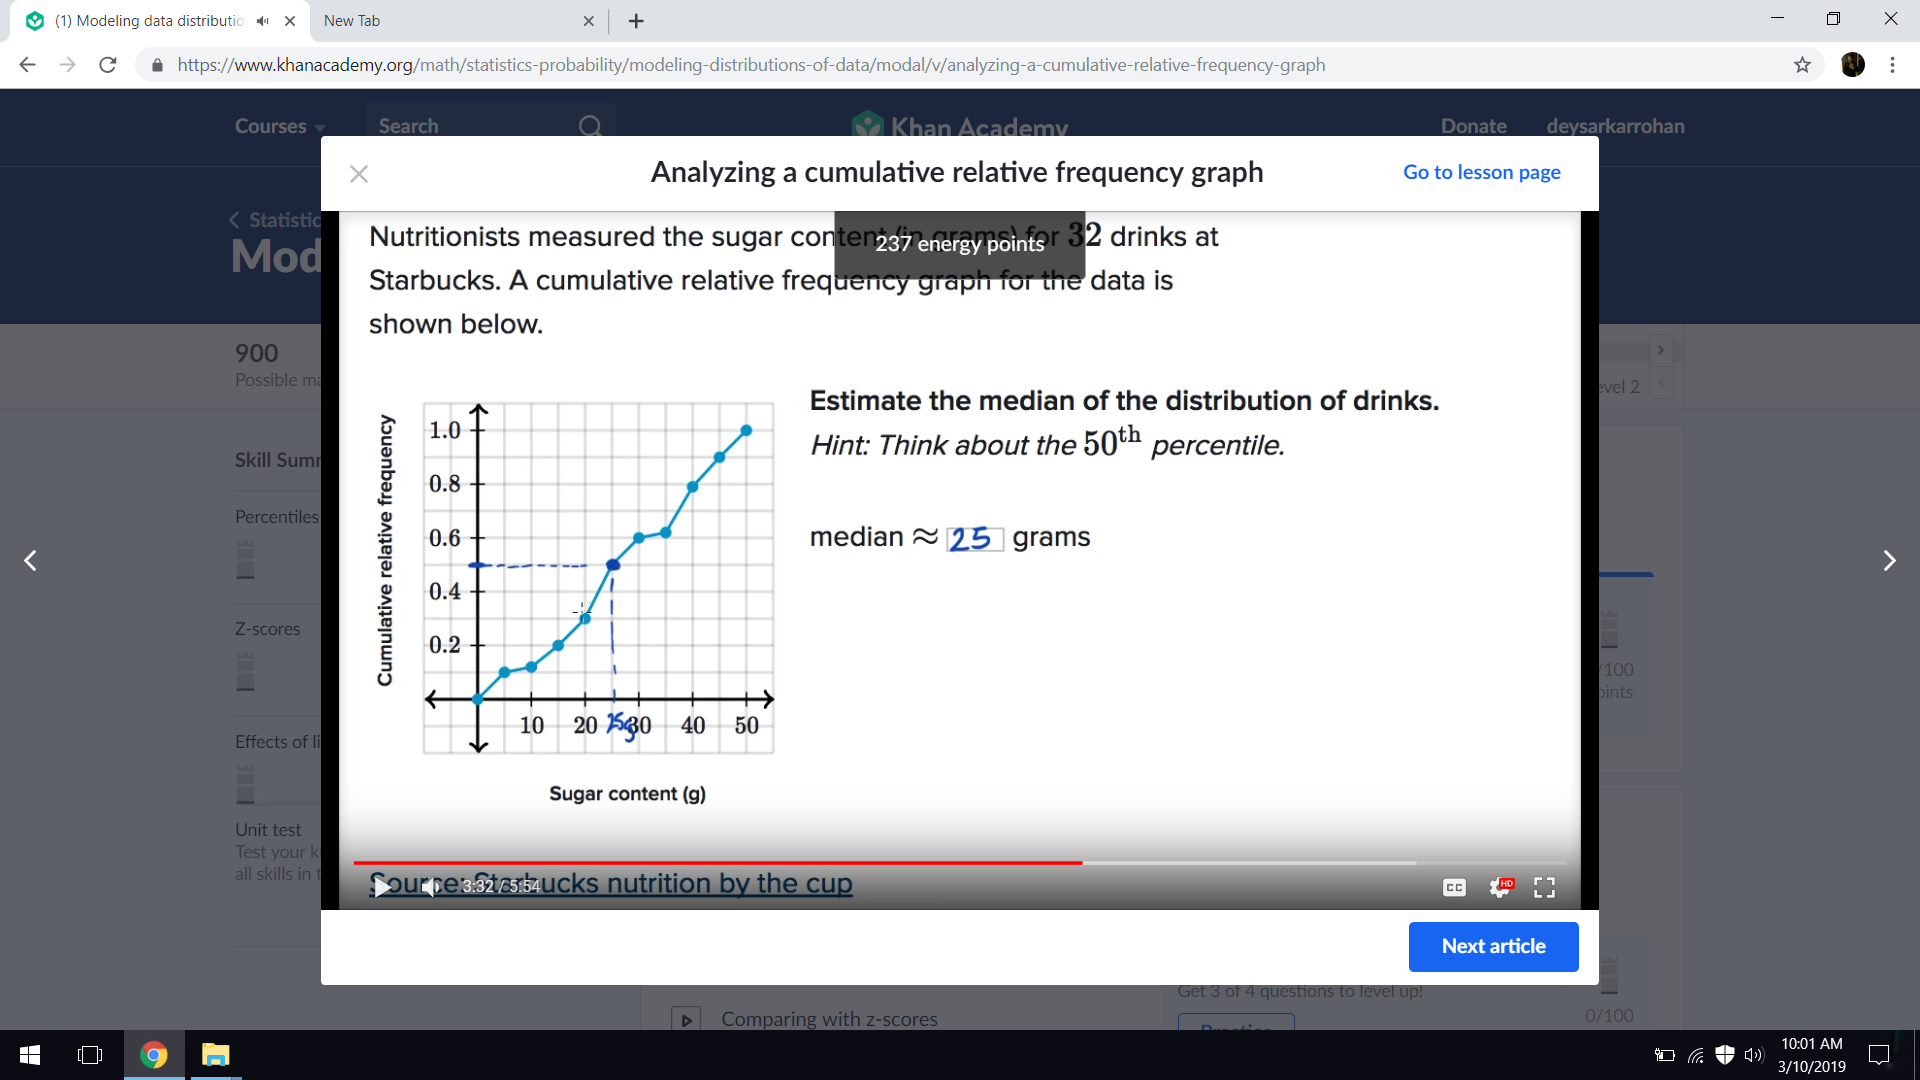 (1) Modeling data distributio
New Tab
https://www.khanacademy.org/math/statistics-probability/modeling-distributions-of-data/modal/v/analyzing-a-cumulative-relative-frequency-graph
Courses
Search
Khan Academy
Donate
deysarkarrohan
Analyzing a cumulative relative frequency graph
Go to lesson page
Statistic
Mod
237 energy points
Nutritionists measured the sugar content (in grams) for 32 drinks at
Starbucks. A cumulative relative frequency graph for the data is
shown below.
900
Possible ma
evel 2
Skill Summ
Percentiles
Z-scores
Effects of li
Unit test
Test your k
all skills in t
Estimate the median of the distribution of drinks.
Hint: Think about the 50th percentile.
median ≈ 25 grams
Cumulative relative frequency
1.0
0.8
0.6
0.4
0.2
10 20 25g 30 40 50
Sugar content (g)
/100
oints
Source: Starbucks nutrition by the cup
3:32 / 5:54
CC
HD
Next article
Get 3 of 4 questions to level up!
Comparing with z-scores
Practice
0/100
10:01 AM
3/10/2019